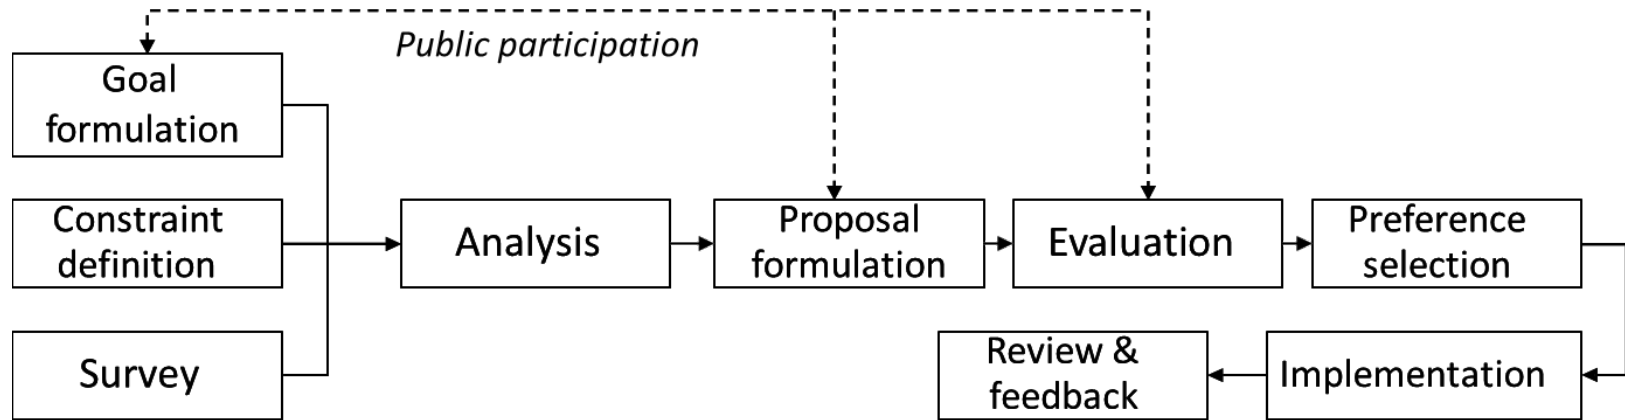 Public participation
Goal
formulation
Constraint
definition
Survey
Analysis
Proposal
formulation
Evaluation
Preference
selection
Implementation
Review &
feedback